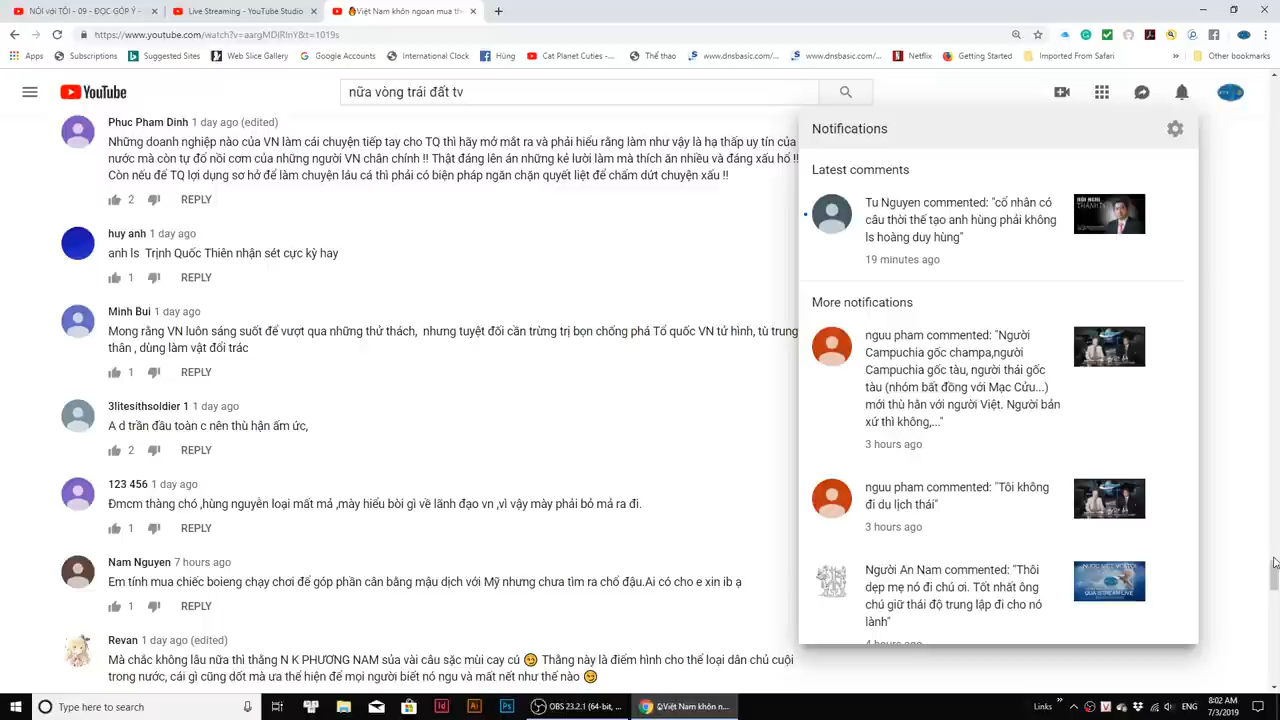 NÓI với TÔI - 09 - ĐỌC GÓP Ý -
Live Streaming - YouTube Studio
Việt Nam khôn ngoan mua th
https://www.youtube.com/watch?v=aargMDiRInY&t=1019s
Apps
Subscriptions
Suggested Sites
Web Slice Gallery
Google Accounts
International Clock
Hùng
Cat Planet Cuties -...
Thể thao
www.dnsbasic.com/s...
www.dnsbasic.com/s...
Netflix
Getting Started
Imported From Safari
»
Other bookmarks
YouTube
nữa vòng trái đất tv
Phuc Pham Dinh 1 day ago (edited)
Những doanh nghiệp nào của VN làm cái chuyện tiếp tay cho TQ thì hãy mở mắt ra và phải hiểu rằng làm như vậy là hạ thấp uy tín của
nước mà còn tự đổ nồi cơm của những người VN chân chính !! Thật đáng lên án những kẻ lười làm mà thích ăn nhiều và đáng xấu hổ !!
Còn nếu để TQ lợi dụng sơ hở để làm chuyện láu cá thì phải có biện pháp ngăn chặn quyết liệt để chấm dứt chuyện xấu !!
2 REPLY
huy anh 1 day ago
anh ls Trịnh Quốc Thiên nhận sét cực kỳ hay
1 REPLY
Minh Bui 1 day ago
Mong rằng VN luôn sáng suốt để vượt qua những thử thách, nhưng tuyệt đối cần trừng trị bọn chống phá Tổ quốc VN tử hình, tù trung
thân , dùng làm vật đổi trác
1 REPLY
3litesithsoldier 1 1 day ago
A d trần đầu toàn c nên thù hận ấm ức,
2 REPLY
123 456 1 day ago
Đmcm thàng chó ,hùng nguyễn loại mất mả ,mày hiểu bòi gì về lãnh đạo vn ,vì vậy mày phải bỏ mả ra đi.
1 REPLY
Nam Nguyen 7 hours ago
Em tính mua chiếc boieng chạy chơi để góp phần cân bằng mậu dịch với Mỹ nhưng chưa tìm ra chổ đậu.Ai có cho e xin ib ạ
1 REPLY
Revan 1 day ago (edited)
Mà chắc không lâu nữa thì thằng N K PHƯƠNG NAM sủa vài câu sặc mùi cay cú 😏 Thằng này là điểm hình cho thể loại dân chủ cuội
trong nước, cái gì cũng dốt mà ưa thể hiện để mọi người biết nó ngu và mất nết như thế nào 😏
Notifications
Latest comments
Tu Nguyen commented: "cổ nhân có
câu thời thế tạo anh hùng phải không
ls hoàng duy hùng"
19 minutes ago
More notifications
nguu pham commented: "Người
Campuchia gốc champa,người
Campuchia gốc tàu, người thái gốc
tàu (nhóm bất đồng với Mạc Cửu...)
mới thù hằn với người Việt. Người bản
xứ thì không,..."
3 hours ago
nguu pham commented: "Tôi không
đi du lịch thái"
3 hours ago
Người An Nam commented: "Thôi
dẹp mẹ nó đi chú ơi. Tốt nhất ông
chú giữ thái độ trung lập đi cho nó
lành"
4 hours ago
Type here to search
OBS 23.2.1 (64-bit, ...
Việt Nam khôn n...
Links
»
8:02 AM
7/3/2019